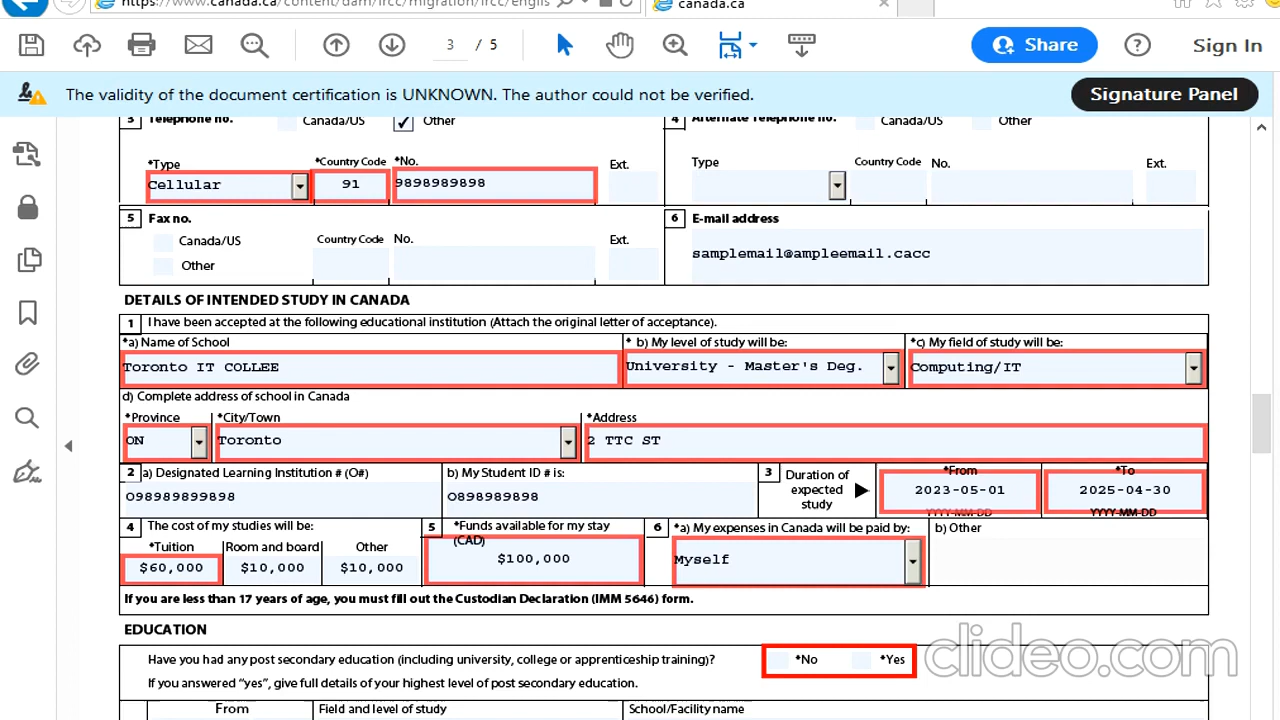 https://www.canada.ca/content/dam/ircc/migration/ircc/englis
canada.ca
3 / 5
Share
Sign In
The validity of the document certification is UNKNOWN. The author could not be verified.
Signature Panel
3 Telephone no. Canada/US Other
4 Alternate Telephone no. Canada/US Other
*Type *Country Code *No. Ext.
Type Country Code No. Ext.
Cellular 91 9898989898
5 Fax no.
6 E-mail address
Canada/US Country Code No. Ext.
Other
samplemail@ampleemail.cacc
DETAILS OF INTENDED STUDY IN CANADA
1 I have been accepted at the following educational institution (Attach the original letter of acceptance).
*a) Name of School * b) My level of study will be: *c) My field of study will be:
Toronto IT COLLEE University - Master's Deg. Computing/IT
d) Complete address of school in Canada
*Province *City/Town *Address
ON Toronto 2 TTC ST
2 a) Designated Learning Institution # (O#) b) My Student ID # is: 3 Duration of expected study *From *To
O98989899898 O898989898 2023-05-01 2025-04-30
YYYY-MM-DD YYYY-MM-DD
4 The cost of my studies will be: 5 *Funds available for my stay (CAD) 6 *a) My expenses in Canada will be paid by: b) Other
*Tuition Room and board Other
$60,000 $10,000 $10,000 $100,000 Myself
If you are less than 17 years of age, you must fill out the Custodian Declaration (IMM 5646) form.
EDUCATION
Have you had any post secondary education (including university, college or apprenticeship training)? *No *Yes
If you answered "yes", give full details of your highest level of post secondary education.
From Field and level of study School/Facility name
clideo.com